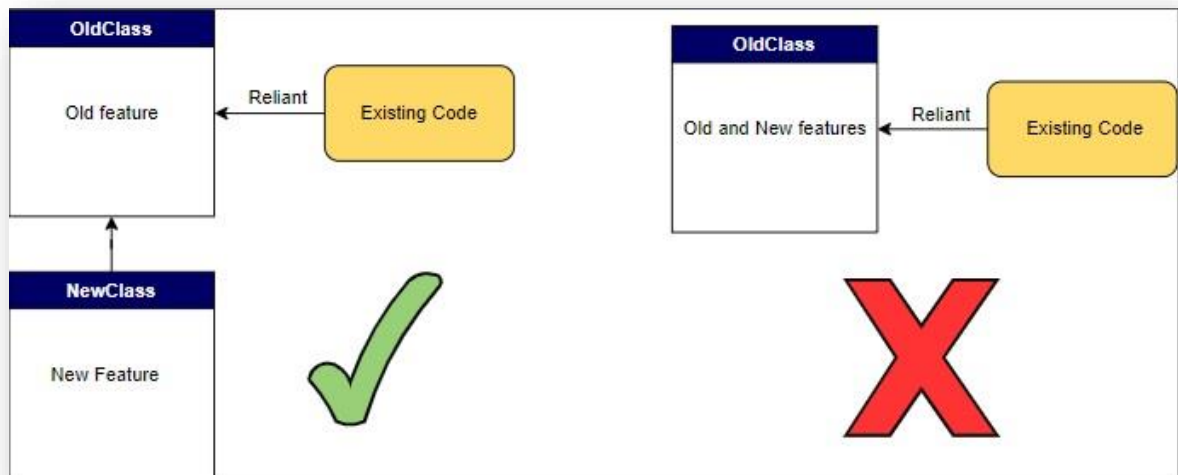 OldClass
Old feature
Reliant
Existing Code
NewClass
New Feature
OldClass
Old and New features
Reliant
Existing Code